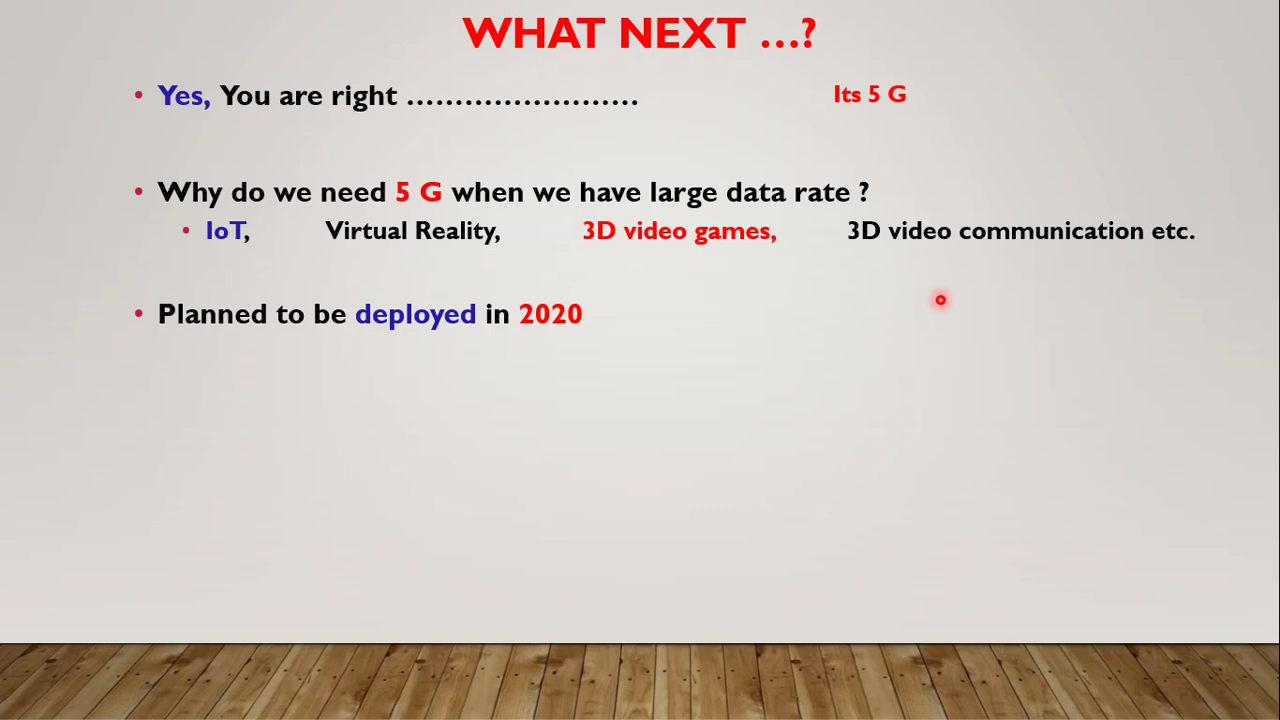 WHAT NEXT ...?
• Yes, You are right ........................ Its 5 G
• Why do we need 5 G when we have large data rate ?
• IoT, Virtual Reality, 3D video games, 3D video communication etc.
• Planned to be deployed in 2020